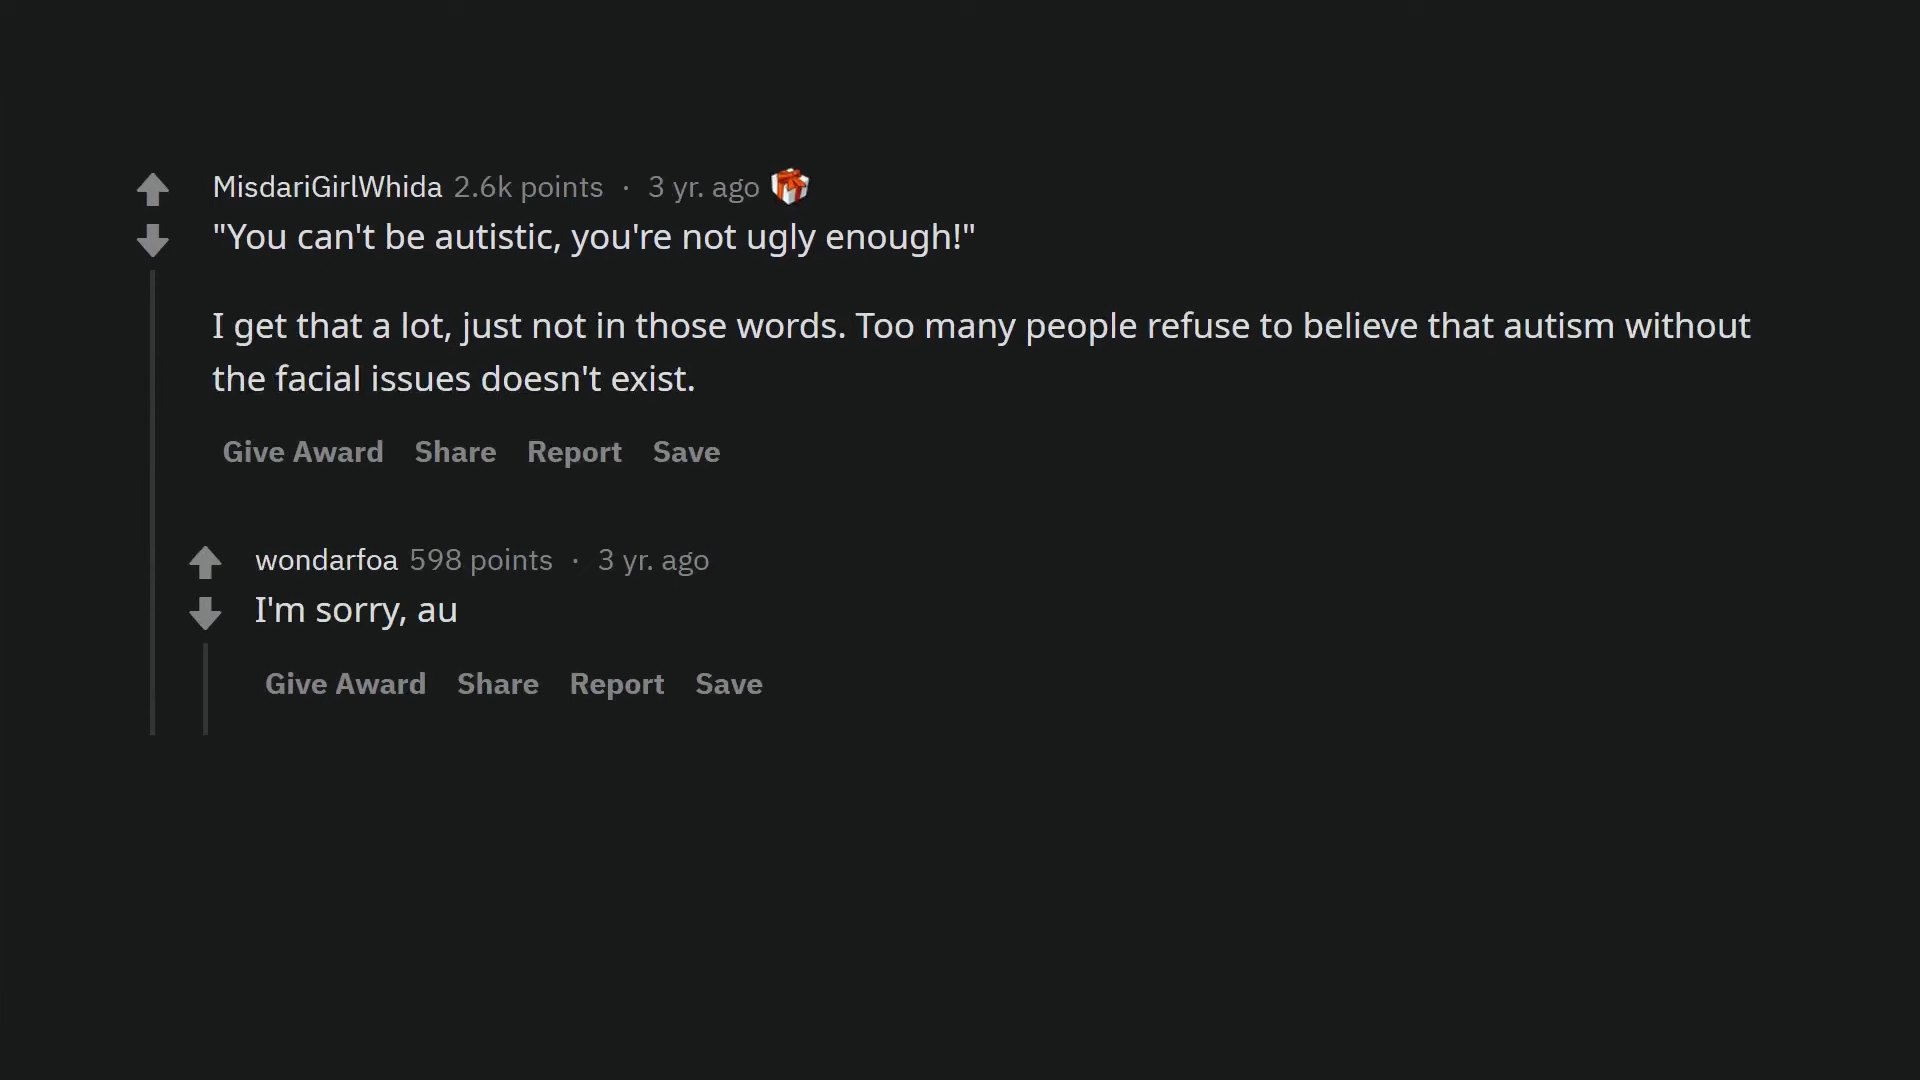 MisdariGirlWhida 2.6k points · 3 yr. ago
"You can't be autistic, you're not ugly enough!"
I get that a lot, just not in those words. Too many people refuse to believe that autism without
the facial issues doesn't exist.
Give Award Share Report Save
wondarfoa 598 points · 3 yr. ago
I'm sorry, au
Give Award Share Report Save